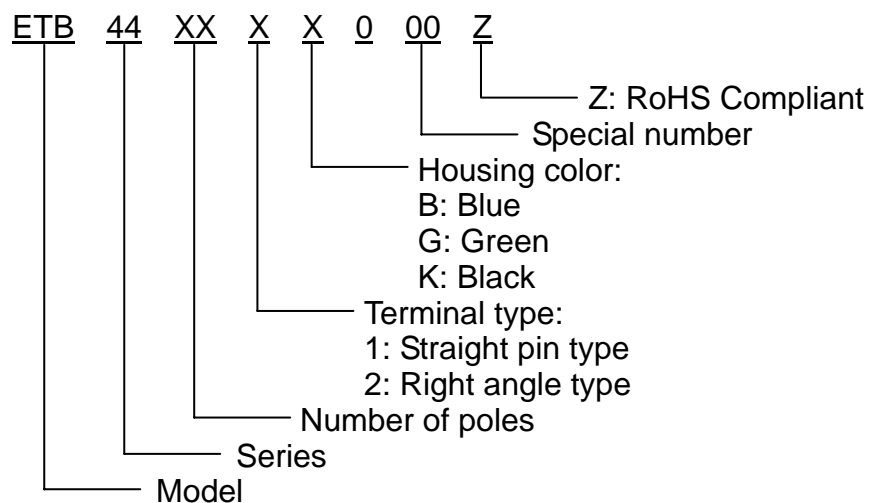 ETB 44 XX X X 0 00 Z
Z: RoHS Compliant
Special number
Housing color:
B: Blue
G: Green
K: Black
Terminal type:
1: Straight pin type
2: Right angle type
Number of poles
Series
Model